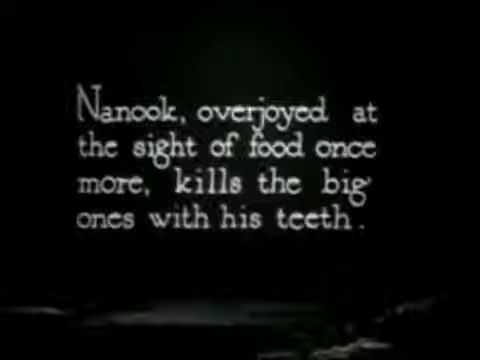 Nanook, overjoyed at
the sight of food once
more, kills the big
ones with his teeth.